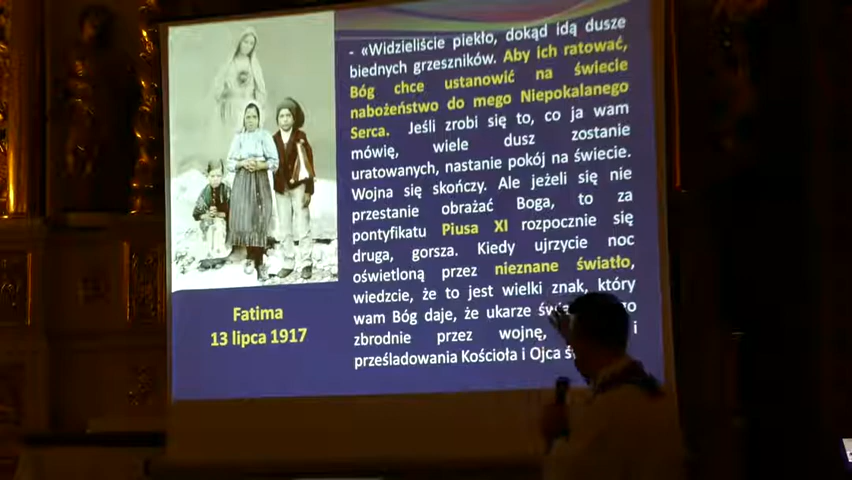 - «Widzieliście piekło, dokąd idą dusze
biednych grzeszników. Aby ich ratować,
Bóg chce ustanowić na świecie
nabożeństwo do mego Niepokalanego
Serca. Jeśli zrobi się to, co ja wam
mówię, wiele dusz zostanie
uratowanych, nastanie pokój na świecie.
Wojna się skończy. Ale jeżeli się nie
przestanie obrażać Boga, to za
pontyfikatu Piusa XI rozpocznie się
druga, gorsza. Kiedy ujrzycie noc
oświetloną przez nieznane światło,
wiedzcie, że to jest wielki znak, który
wam Bóg daje, że ukarze
zbrodnie przez wojnę, i
prześladowania Kościoła i Ojca
Fatima
13 lipca 1917